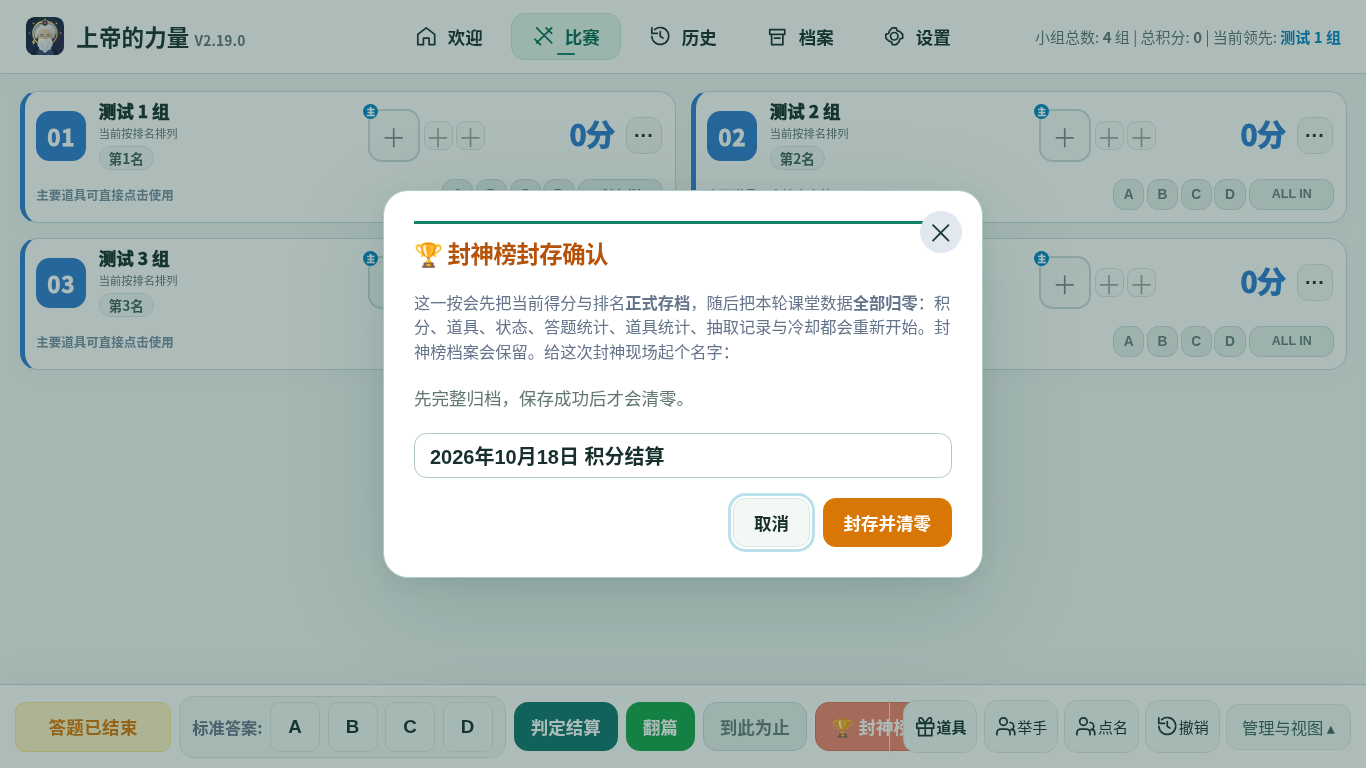 上帝的力量 V2.19.0
欢迎
比赛
历史
档案
设置
小组总数: 4 组 | 总积分: 0 | 当前领先: 测试 1 组
01
测试 1 组
当前按排名排列
第1名
主
0分
主要道具可直接点击使用
02
测试 2 组
当前按排名排列
第2名
主
0分
A B C D ALL IN
03
测试 3 组
当前按排名排列
第3名
主
主要道具可直接点击使用
主
0分
A B C D ALL IN
🏆 封神榜封存确认
这一按会先把当前得分与排名正式存档，随后把本轮课堂数据全部归零：积
分、道具、状态、答题统计、道具统计、抽取记录与冷却都会重新开始。封
神榜档案会保留。给这次封神现场起个名字：
先完整归档，保存成功后才会清零。
2026年10月18日 积分结算
取消
封存并清零
答题已结束
标准答案:
A
B
C
D
判定结算
翻篇
到此为止
🏆 封神榜
道具
举手
点名
撤销
管理与视图 ▴